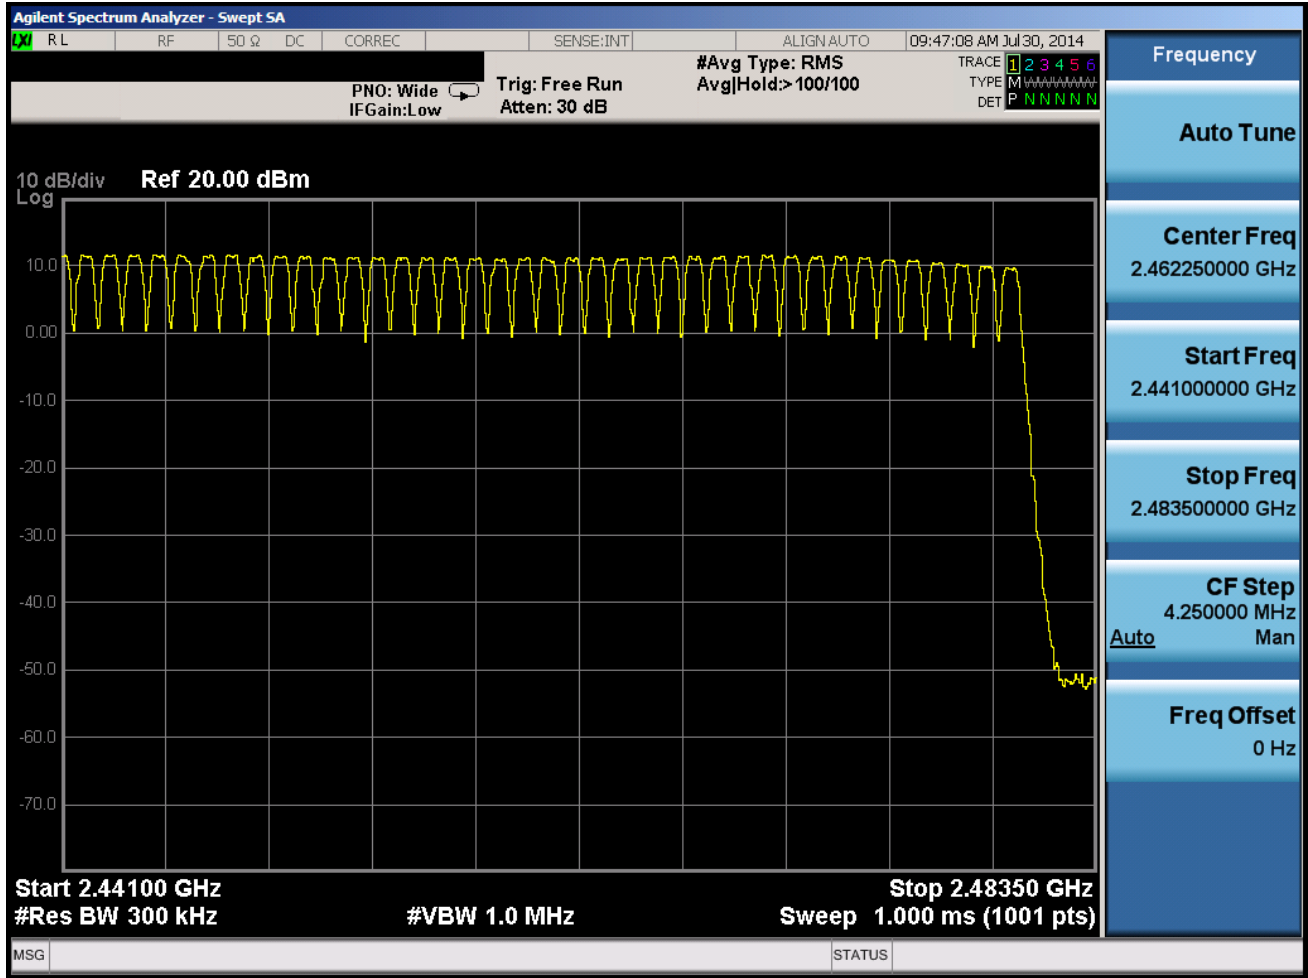 Agilent Spectrum Analyzer - Swept SA
LXI RL RF 50 Ω DC CORREC SENSE:INT ALIGN AUTO 09:47:08 AM Jul 30, 2014
#Avg Type: RMS
TRACE 1 2 3 4 5 6
PNO: Wide Trig: Free Run Avg|Hold:>100/100
TYPE M WWWWW
IFGain:Low Atten: 30 dB
DET P N N N N N
10 dB/div Ref 20.00 dBm
Log
10.0
0.00
-10.0
-20.0
-30.0
-40.0
-50.0
-60.0
-70.0
Start 2.44100 GHz Stop 2.48350 GHz
#Res BW 300 kHz #VBW 1.0 MHz Sweep 1.000 ms (1001 pts)
MSG STATUS
Frequency
Auto Tune
Center Freq
2.462250000 GHz
Start Freq
2.441000000 GHz
Stop Freq
2.483500000 GHz
CF Step
4.250000 MHz
Auto Man
Freq Offset
0 Hz